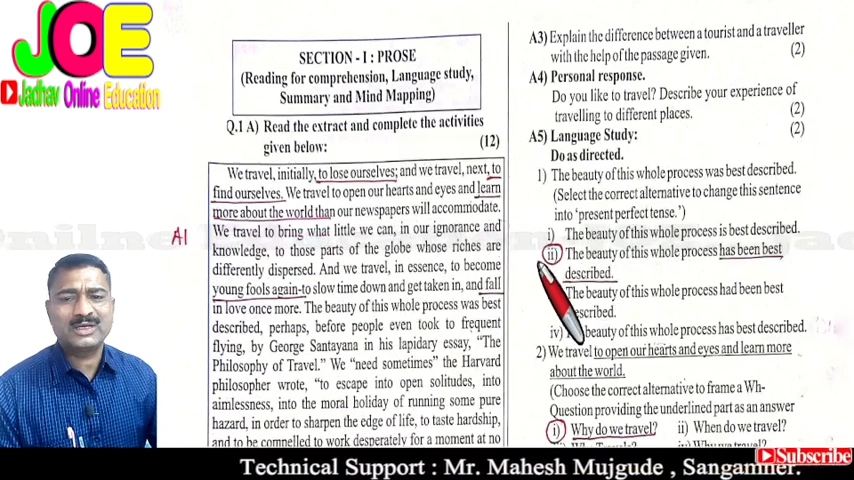 JOE
Jadhav Online Education
SECTION - I : PROSE
(Reading for comprehension, Language study,
Summary and Mind Mapping)
Q.1 A) Read the extract and complete the activities
given below: (12)
We travel, initially, to lose ourselves; and we travel, next, to
find ourselves. We travel to open our hearts and eyes and learn
more about the world than our newspapers will accommodate.
We travel to bring what little we can, in our ignorance and
knowledge, to those parts of the globe whose riches are
differently dispersed. And we travel, in essence, to become
young fools again-to slow time down and get taken in, and fall
in love once more. The beauty of this whole process was best
described, perhaps, before people even took to frequent
flying, by George Santayana in his lapidary essay, “The
Philosophy of Travel.” We “need sometimes” the Harvard
philosopher wrote, “to escape into open solitudes, into
aimlessness, into the moral holiday of running some pure
hazard, in order to sharpen the edge of life, to taste hardship,
and to be compelled to work desperately for a moment at no
A1
A3) Explain the difference between a tourist and a traveller
with the help of the passage given. (2)
A4) Personal response.
Do you like to travel? Describe your experience of
travelling to different places. (2)
A5) Language Study: (2)
Do as directed.
1) The beauty of this whole process was best described.
(Select the correct alternative to change this sentence
into ‘present perfect tense.’)
i) The beauty of this whole process is best described.
ii) The beauty of this whole process has been best
described.
The beauty of this whole process had been best
described.
iv) beauty of this whole process has best described.
2) We travel to open our hearts and eyes and learn more
about the world.
(Choose the correct alternative to frame a Wh-
Question providing the underlined part as an answer
i) Why do we travel? ii) When do we travel?
Subscribe
Technical Support : Mr. Mahesh Mujgude , Sangamner.